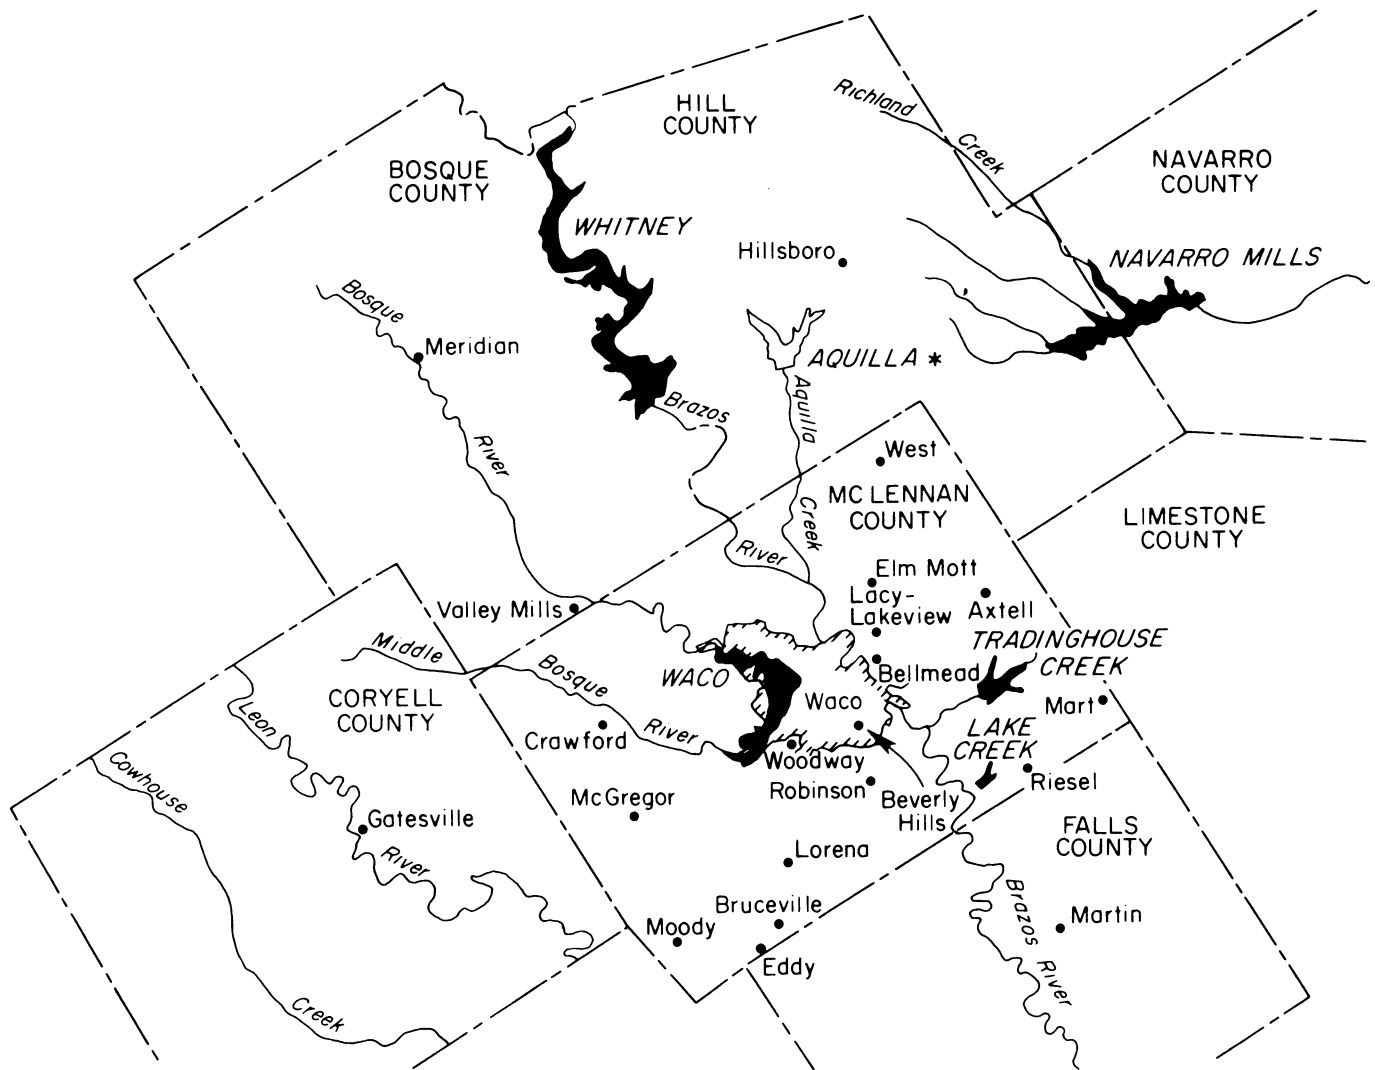 Richland
Creek
HILL
COUNTY
BOSQUE
COUNTY
NAVARRO
COUNTY
WHITNEY
Hillsboro
NAVARRO MILLS
Bosque
River
Meridian
AQUILLA *
Brazos
River
Aquilla
Creek
West
MC LENNAN
COUNTY
LIMESTONE
COUNTY
Elm Mott
Lacy-
Lakeview
Axtell
Valley Mills
TRADINGHOUSE
CREEK
Middle
Bosque
River
WACO
Bellmead
Waco
Mart
CORYELL
COUNTY
Leon
River
LAKE
CREEK
Crawford
Woodway
Robinson
Riesel
Cowhouse
Creek
McGregor
Beverly
Hills
Gatesville
FALLS
COUNTY
Lorena
Bruceville
Moody
Eddy
Martin
Brazos River